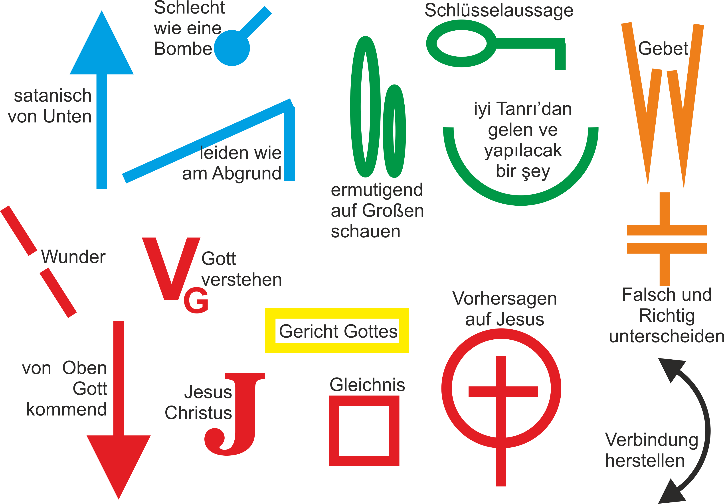 Schlecht
wie eine
Bombe
Schlüsselaussage
Gebet
satanisch
von Unten
iyi Tanrı’dan
gelen ve
yapılacak
bir şey
leiden wie
am Abgrund
ermutigend
auf Großen
schauen
Wunder
V
G
Gott
verstehen
Falsch und
Richtig
unterscheiden
Vorhersagen
auf Jesus
Gericht Gottes
von Oben
Gott
kommend
Jesus
Christus
J
Gleichnis
Verbindung
herstellen